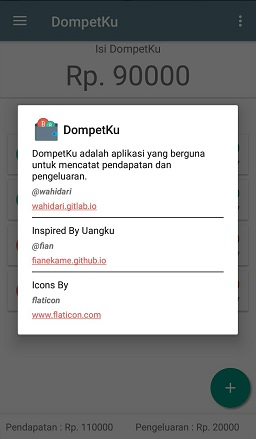 DompetKu
Isi DompetKu
Rp. 90000
DompetKu
DompetKu adalah aplikasi yang berguna
untuk mencatat pendapatan dan
pengeluaran.
@wahidari
wahidari.gitlab.io
Inspired By Uangku
@fian
fianekame.github.io
Icons By
flaticon
www.flaticon.com
+
Pendapatan : Rp. 110000 Pengeluaran : Rp. 20000